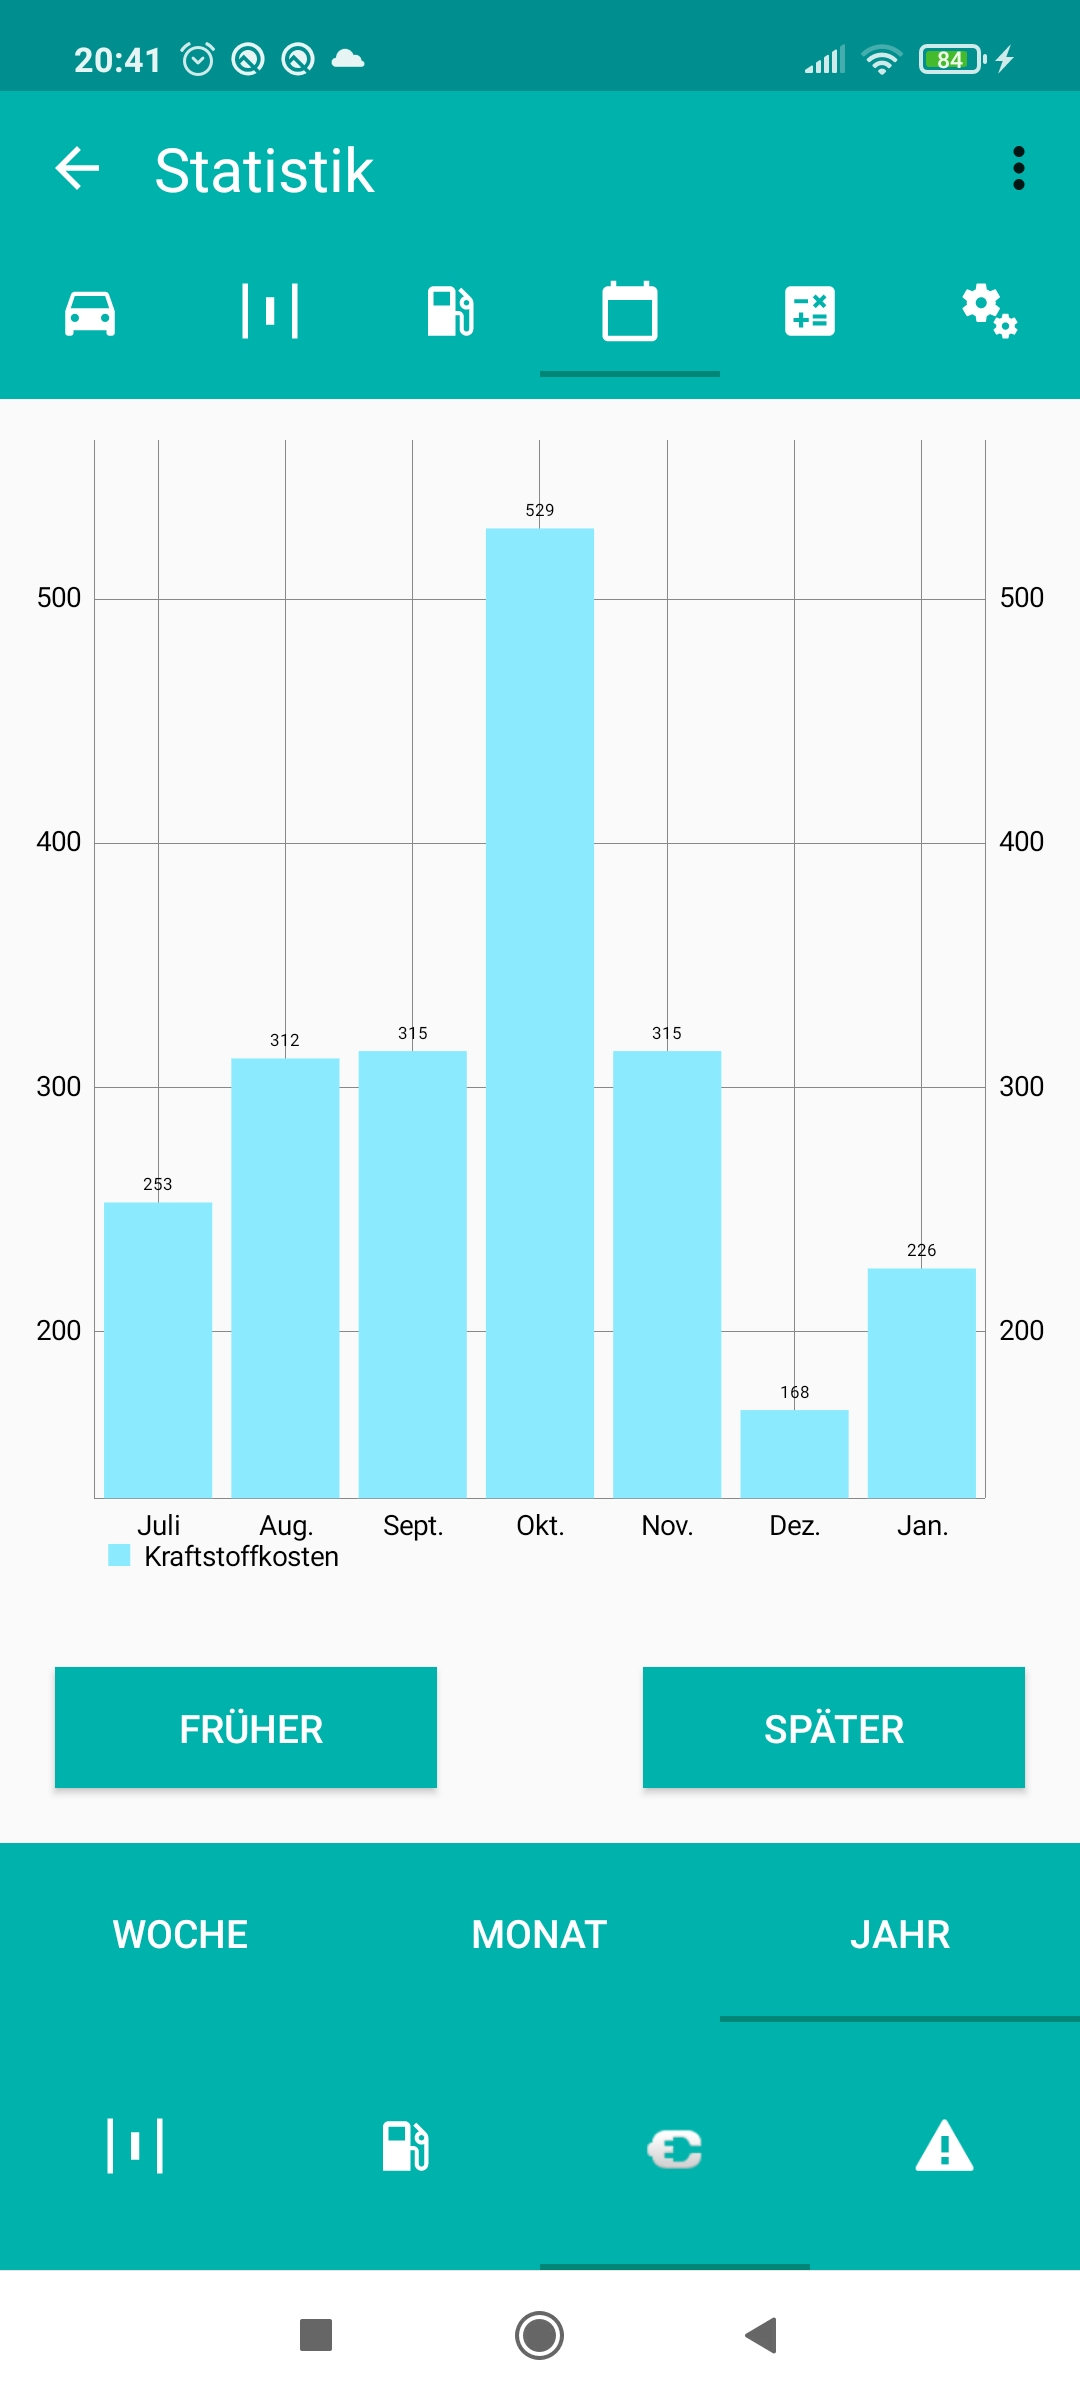 20:41
84
Statistik
529
500 500
400 400
315 315
312
300 300
253
226
200 200
168
Juli Aug. Sept. Okt. Nov. Dez. Jan.
Kraftstoffkosten
FRÜHER SPÄTER
WOCHE MONAT JAHR